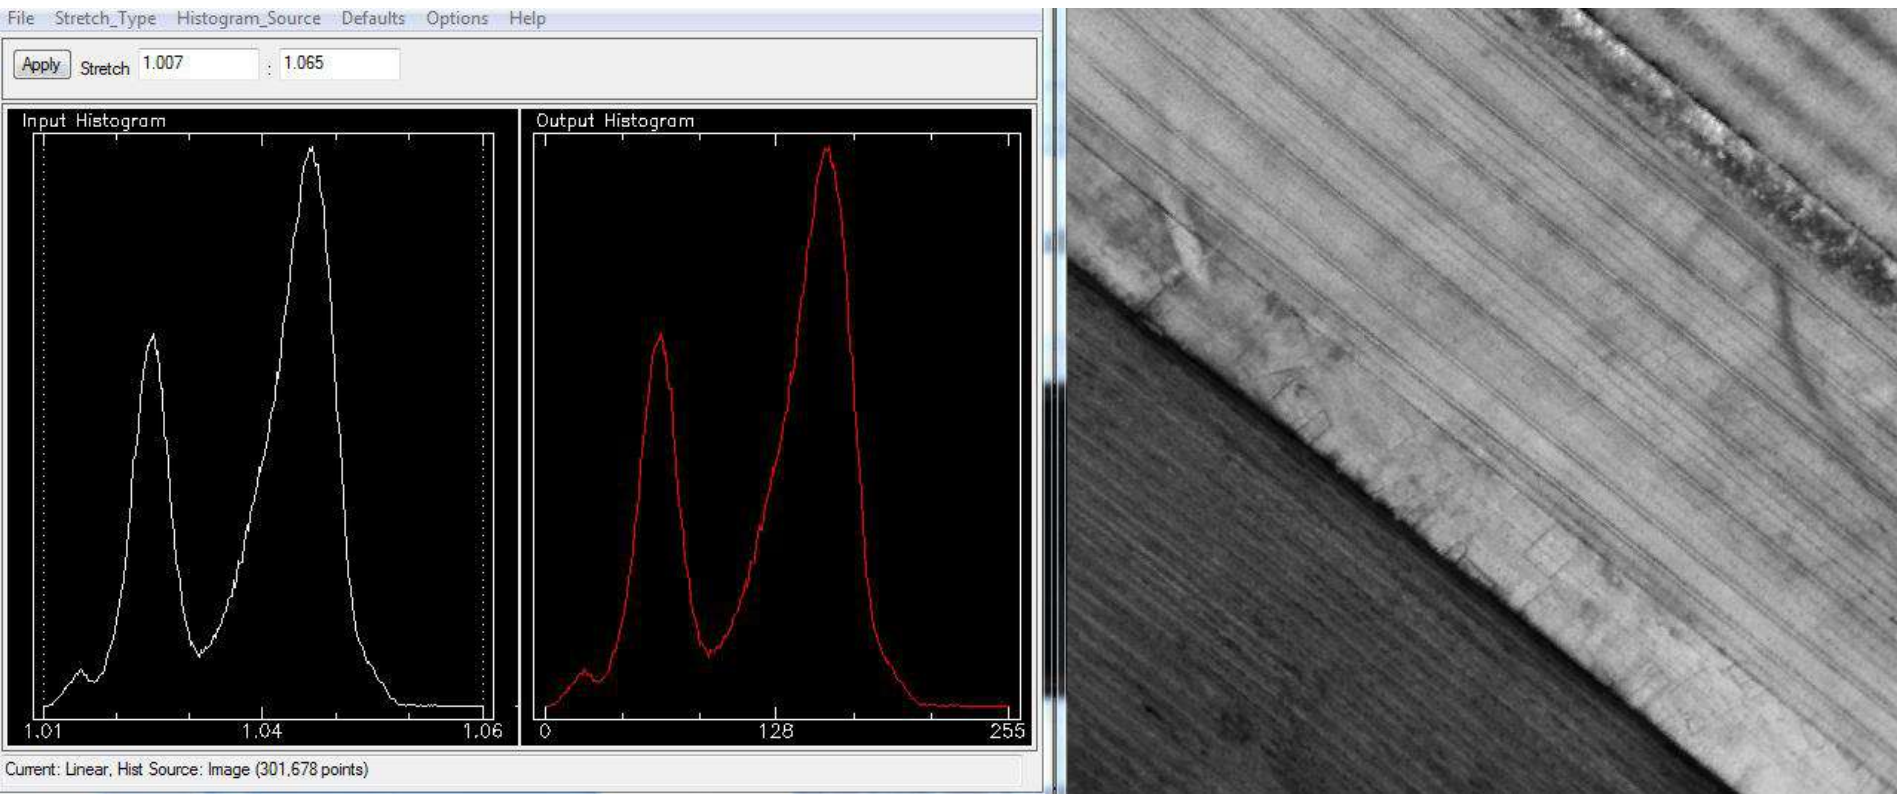 File Stretch_Type Histogram_Source Defaults Options Help
Apply Stretch 1.007 : 1.065
Input Histogram
1.01 1.04 1.06
Output Histogram
0 128 255
Current: Linear, Hist Source: Image (301,678 points)